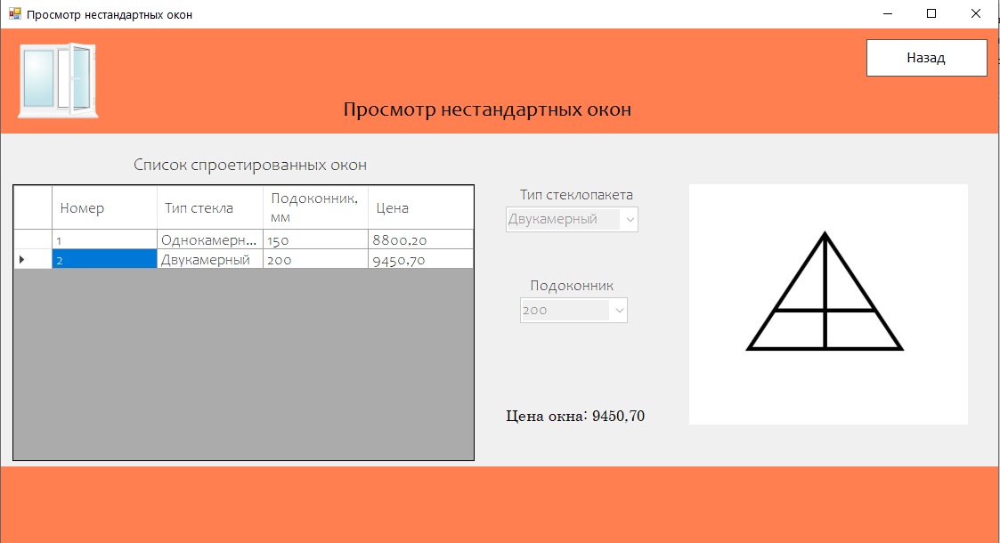 Просмотр нестандартных окон
Назад
Просмотр нестандартных окон
Список спроетированных окон
Номер Тип стекла Подоконник, мм Цена
1 Однокамерн... 150 8800,20
2 Двукамерный 200 9450,70
Тип стеклопакета
Двукамерный
Подоконник
200
Цена окна: 9450,70